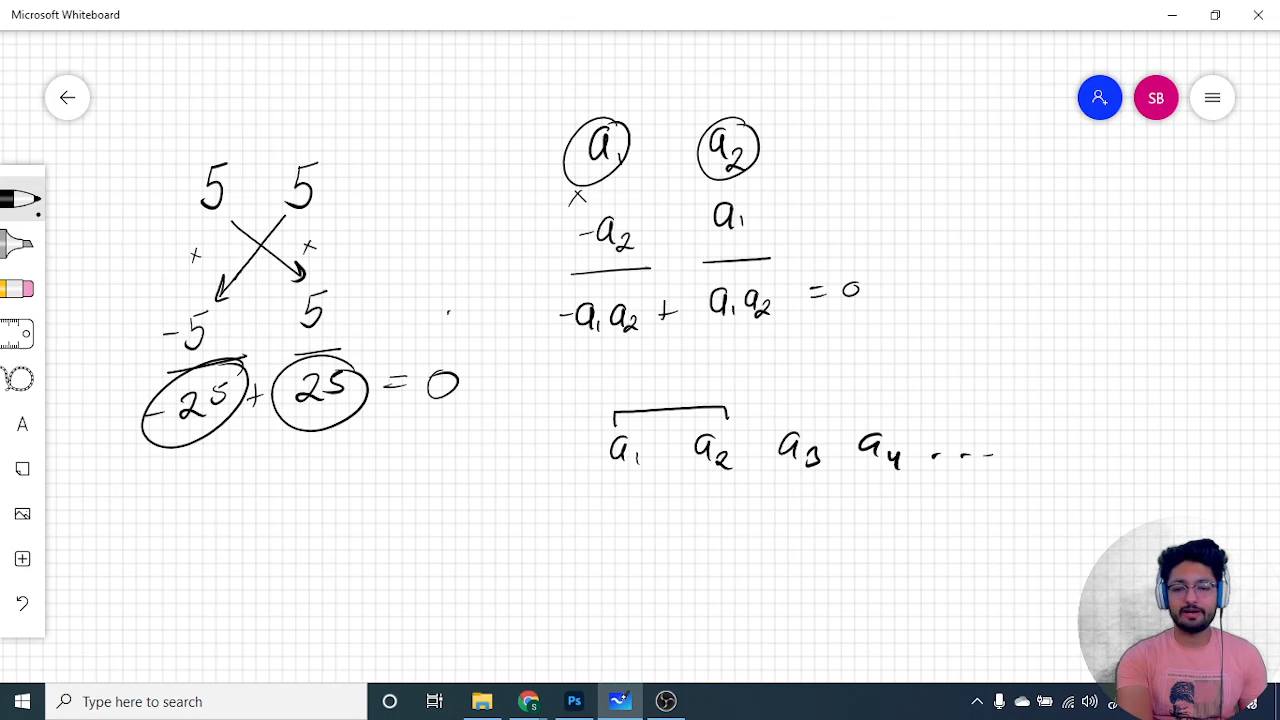 Microsoft Whiteboard
SB
5 5
× ×
-5 5
-25 + 25 = 0
a1 a2
×
-a2 a1
-a1a2 + a1a2 = 0
a1 a2 a3 a4 ...
A
Type here to search